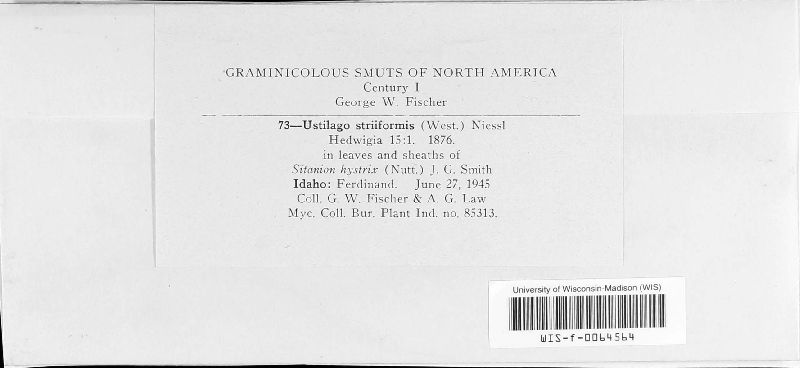 GRAMINICOLOUS SMUTS OF NORTH AMERICA
Century I
George W. Fischer
73—Ustilago striiformis (West.) Niessl
Hedwigia 15:1. 1876.
in leaves and sheaths of
Sitanion hystrix (Nutt.) J. G. Smith
Idaho: Ferdinand. June 27, 1945
Coll. G. W. Fischer & A. G. Law
Myc. Coll. Bur. Plant Ind. no. 85313.
University of Wisconsin-Madison (WIS)
WIS-f-0064564